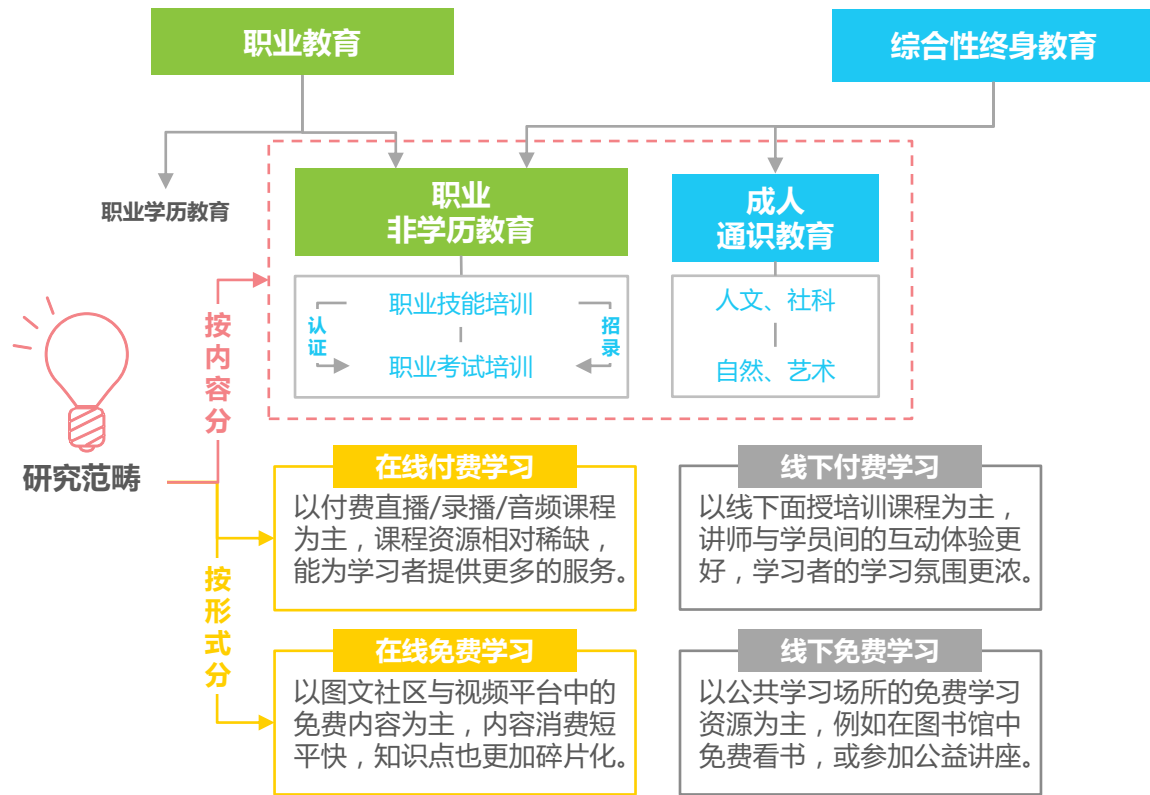 职业教育
综合性终身教育
职业学历教育
职业
非学历教育
成人
通识教育
认证
职业技能培训
职业考试培训
招录
人文、社科
自然、艺术
按内容分
研究范畴
按形式分
在线付费学习
以付费直播/录播/音频课程
为主，课程资源相对稀缺，
能为学习者提供更多的服务。
线下付费学习
以线下面授培训课程为主，
讲师与学员间的互动体验更
好，学习者的学习氛围更浓。
在线免费学习
以图文社区与视频平台中的
免费内容为主，内容消费短
平快，知识点也更加碎片化。
线下免费学习
以公共学习场所的免费学习
资源为主，例如在图书馆中
免费看书，或参加公益讲座。